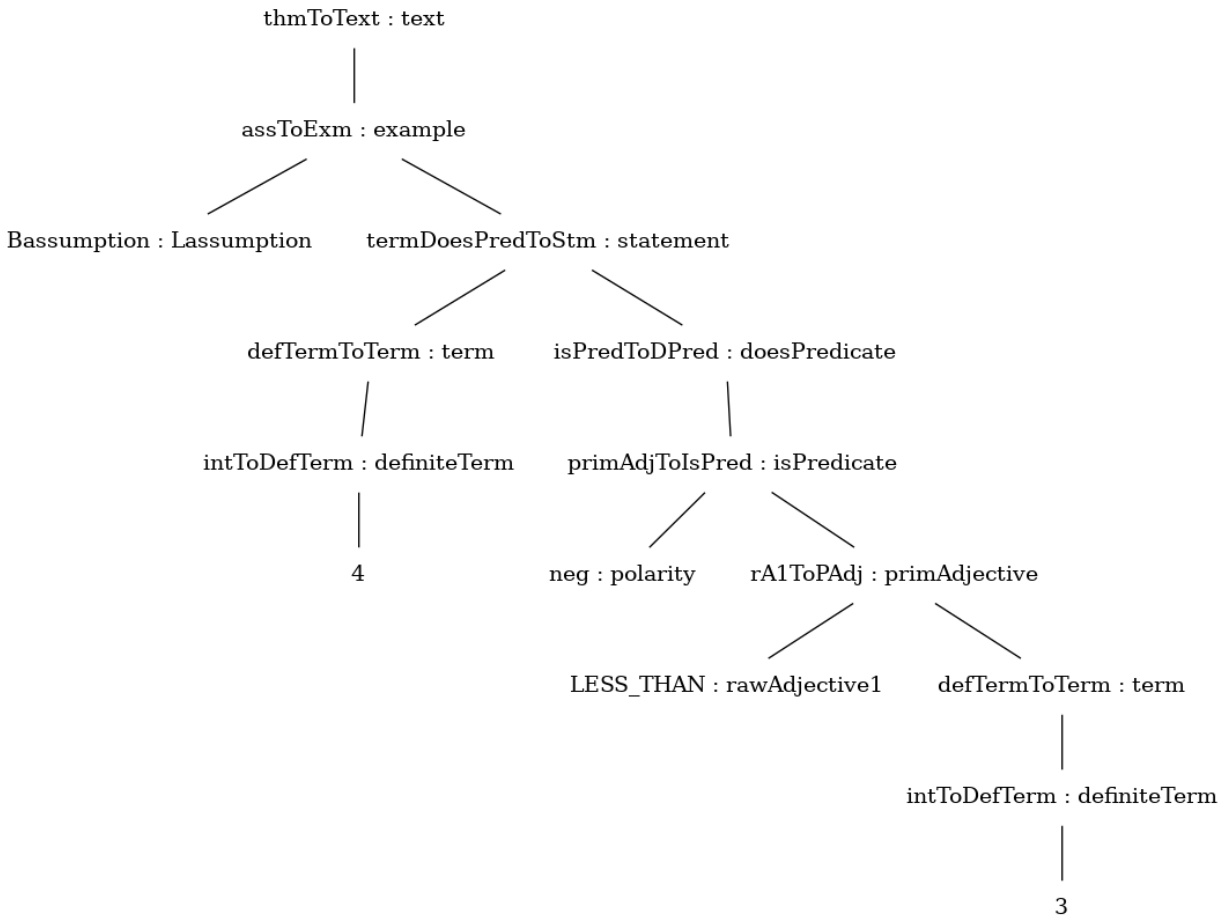 thmToText : text
assToExm : example
Bassumption : Lassumption
termDoesPredToStm : statement
defTermToTerm : term
isPredToDPred : doesPredicate
intToDefTerm : definiteTerm
primAdjToIsPred : isPredicate
4
neg : polarity
rA1ToPAdj : primAdjective
LESS_THAN : rawAdjective1
defTermToTerm : term
intToDefTerm : definiteTerm
3